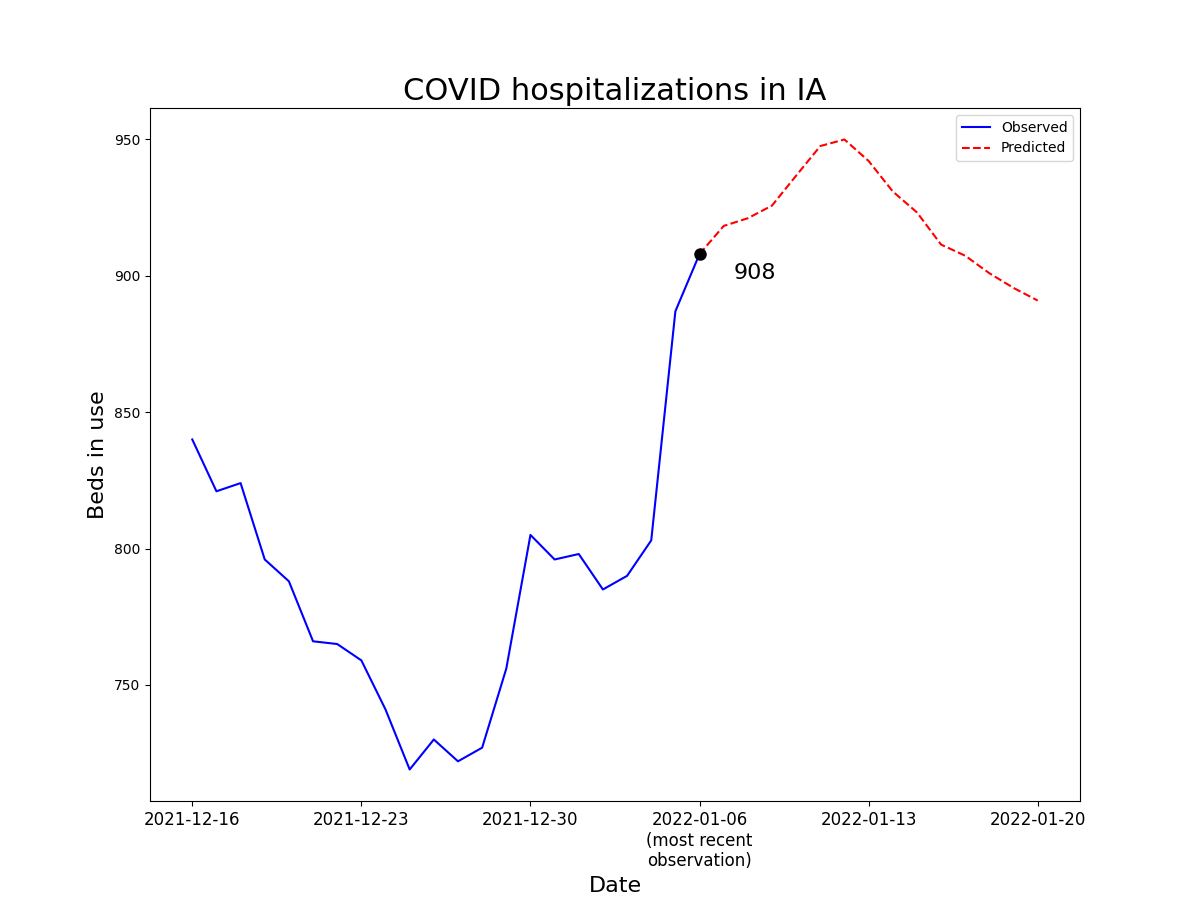 COVID hospitalizations in IA
Observed
Predicted
950
900
850
800
750
Beds in use
908
2021-12-16 2021-12-23 2021-12-30 2022-01-06 2022-01-13 2022-01-20
(most recent
observation)
Date